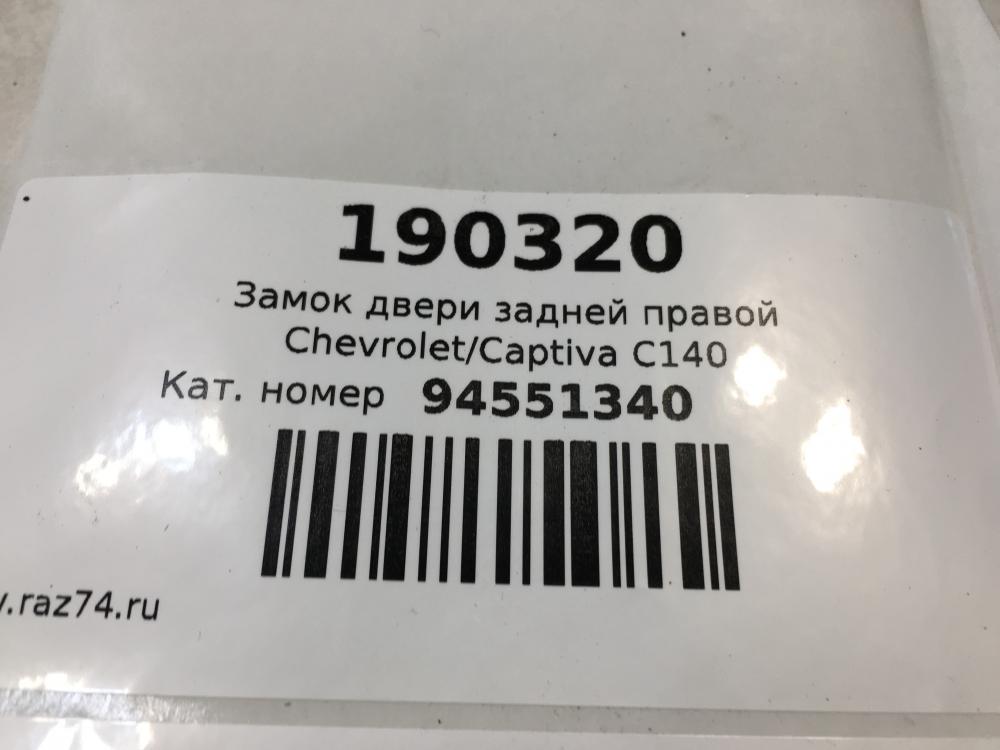 190320
Замок двери задней правой
Chevrolet/Captiva C140
Кат. номер 94551340
.raz74.ru